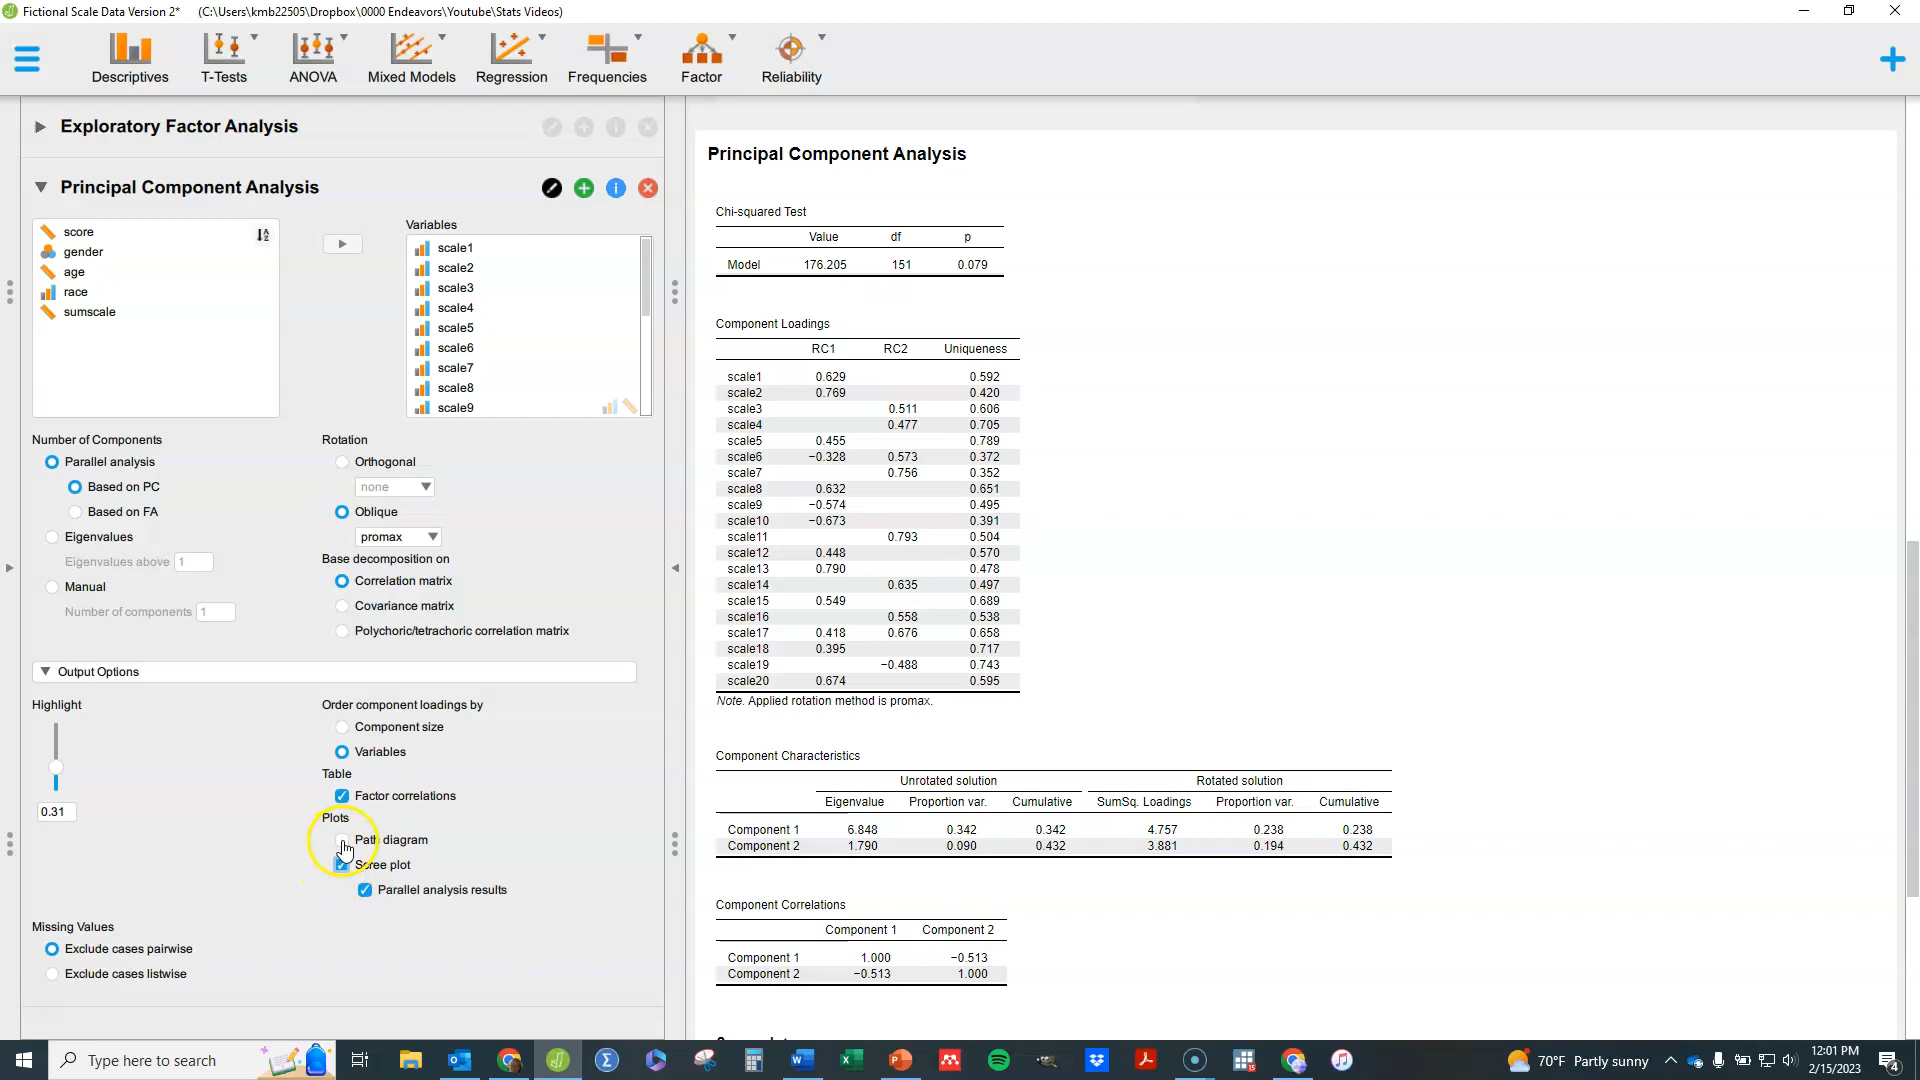 Fictional Scale Data Version 2* (C:\Users\kmb22505\Dropbox\0000 Endeavors\Youtube\Stats Videos)
Descriptives T-Tests ANOVA Mixed Models Regression Frequencies Factor Reliability
Exploratory Factor Analysis
Principal Component Analysis
score
gender
age
race
sumscale
Variables
scale1
scale2
scale3
scale4
scale5
scale6
scale7
scale8
scale9
Number of Components
Parallel analysis
Based on PC
Based on FA
Eigenvalues
Eigenvalues above 1
Manual
Number of components 1
Rotation
Orthogonal
none
Oblique
promax
Base decomposition on
Correlation matrix
Covariance matrix
Polychoric/tetrachoric correlation matrix
Output Options
Highlight
0.31
Order component loadings by
Component size
Variables
Table
Factor correlations
Plots
Path diagram
Scree plot
Parallel analysis results
Missing Values
Exclude cases pairwise
Exclude cases listwise
Principal Component Analysis
Chi-squared Test
Value df p
Model 176.205 151 0.079
Component Loadings
RC1 RC2 Uniqueness
scale1 0.629 0.592
scale2 0.769 0.420
scale3 0.511 0.606
scale4 0.477 0.705
scale5 0.455 0.789
scale6 −0.328 0.573 0.372
scale7 0.756 0.352
scale8 0.632 0.651
scale9 −0.574 0.495
scale10 −0.673 0.391
scale11 0.793 0.504
scale12 0.448 0.570
scale13 0.790 0.478
scale14 0.635 0.497
scale15 0.549 0.689
scale16 0.558 0.538
scale17 0.418 0.676 0.658
scale18 0.395 0.717
scale19 −0.488 0.743
scale20 0.674 0.595
Note. Applied rotation method is promax.
Component Characteristics
Unrotated solution Rotated solution
Eigenvalue Proportion var. Cumulative SumSq. Loadings Proportion var. Cumulative
Component 1 6.848 0.342 0.342 4.757 0.238 0.238
Component 2 1.790 0.090 0.432 3.881 0.194 0.432
Component Correlations
Component 1 Component 2
Component 1 1.000 −0.513
Component 2 −0.513 1.000
Type here to search
70°F Partly sunny
12:01 PM
2/15/2023
4